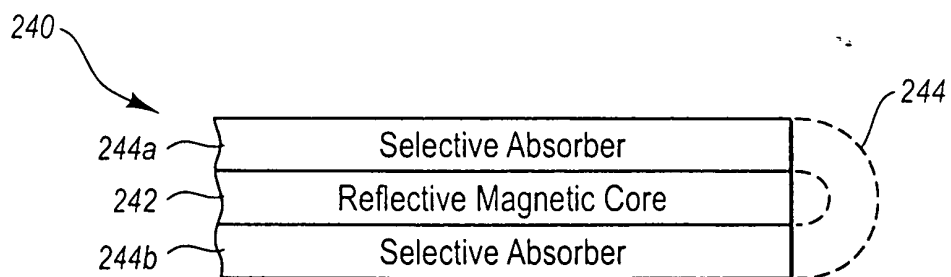 240
244
244a
Selective Absorber
242
Reflective Magnetic Core
244b
Selective Absorber